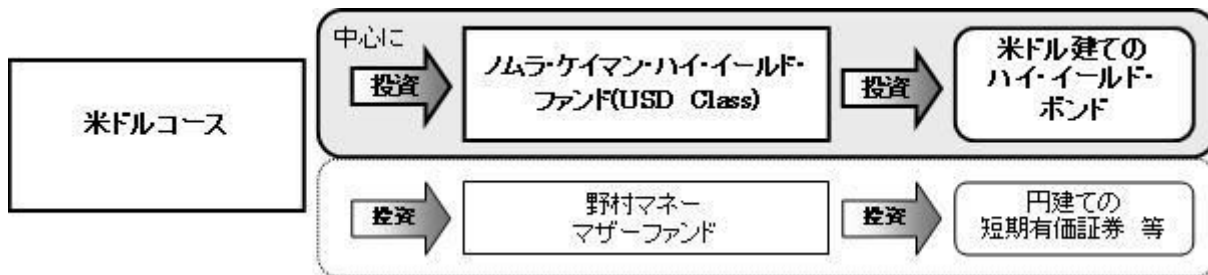 米ドルコース
中心に
投資
ノムラ・ケイマン・ハイ・イールド・
ファンド(USD Class)
投資
米ドル建ての
ハイ・イールド・
ボンド
投資
野村マネー
マザーファンド
投資
円建ての
短期有価証券 等